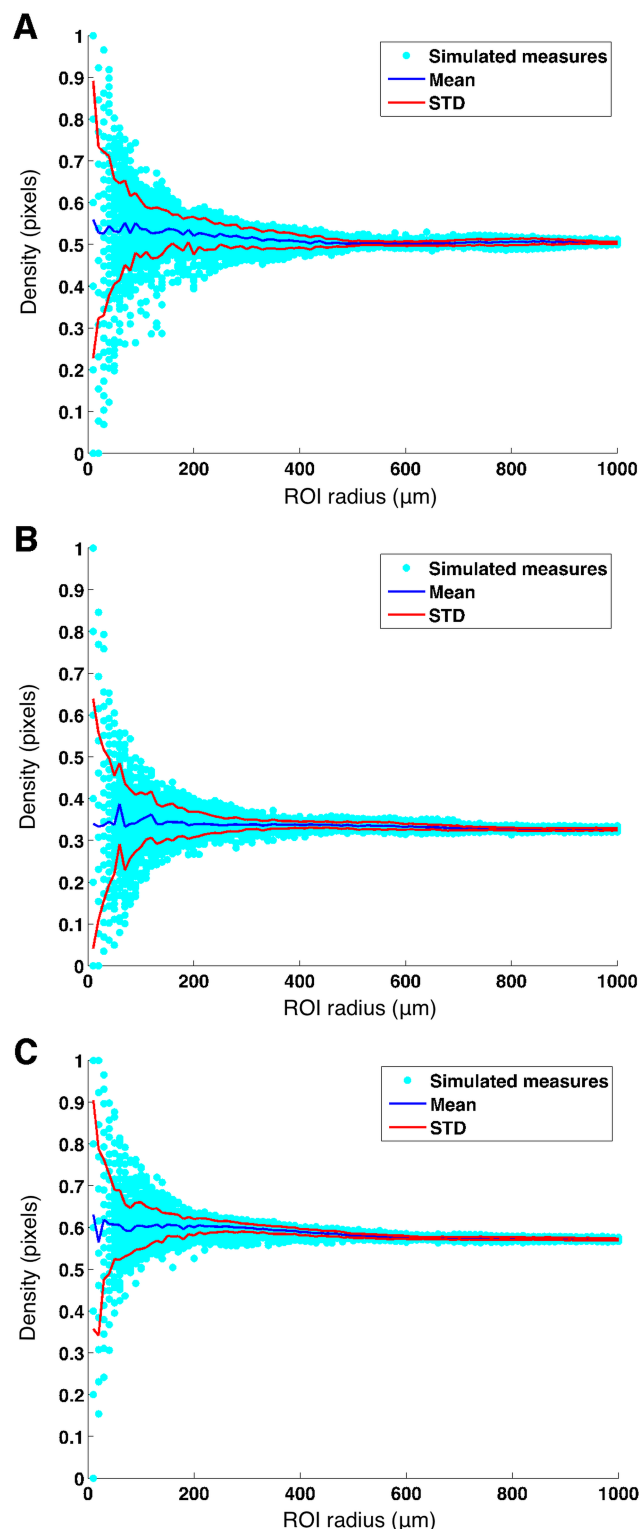 A
1
0.9
0.8
0.7
0.6
0.5
0.4
0.3
0.2
0.1
0
Density (pixels)
Simulated measures
Mean
STD
0 200 400 600 800 1000
ROI radius (µm)
B
1
0.9
0.8
0.7
0.6
0.5
0.4
0.3
0.2
0.1
0
Density (pixels)
Simulated measures
Mean
STD
0 200 400 600 800 1000
ROI radius (µm)
C
1
0.9
0.8
0.7
0.6
0.5
0.4
0.3
0.2
0.1
0
Density (pixels)
Simulated measures
Mean
STD
0 200 400 600 800 1000
ROI radius (µm)